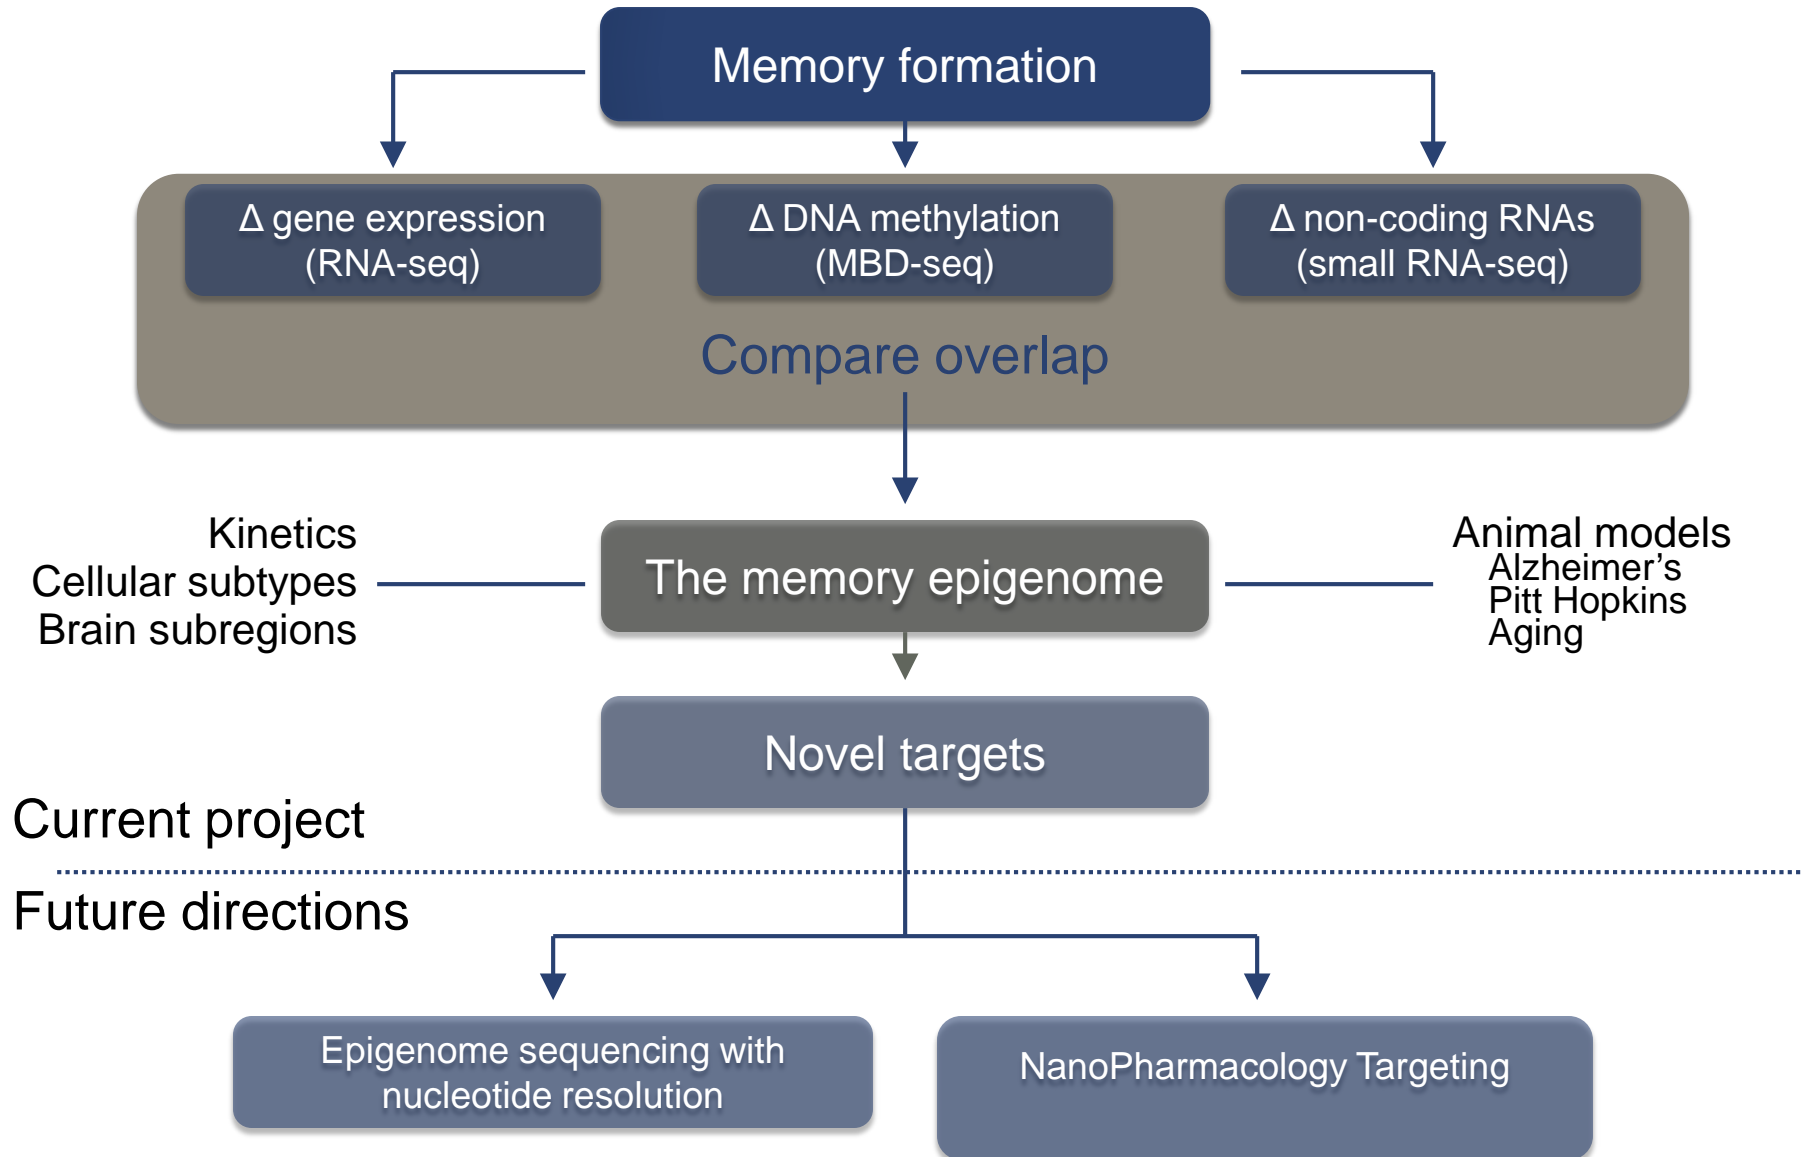 Memory formation
Δ gene expression
(RNA-seq)
Δ DNA methylation
(MBD-seq)
Δ non-coding RNAs
(small RNA-seq)
Compare overlap
Kinetics
Cellular subtypes
Brain subregions
The memory epigenome
Animal models
Alzheimer’s
Pitt Hopkins
Aging
Novel targets
Current project
Future directions
Epigenome sequencing with
nucleotide resolution
NanoPharmacology Targeting